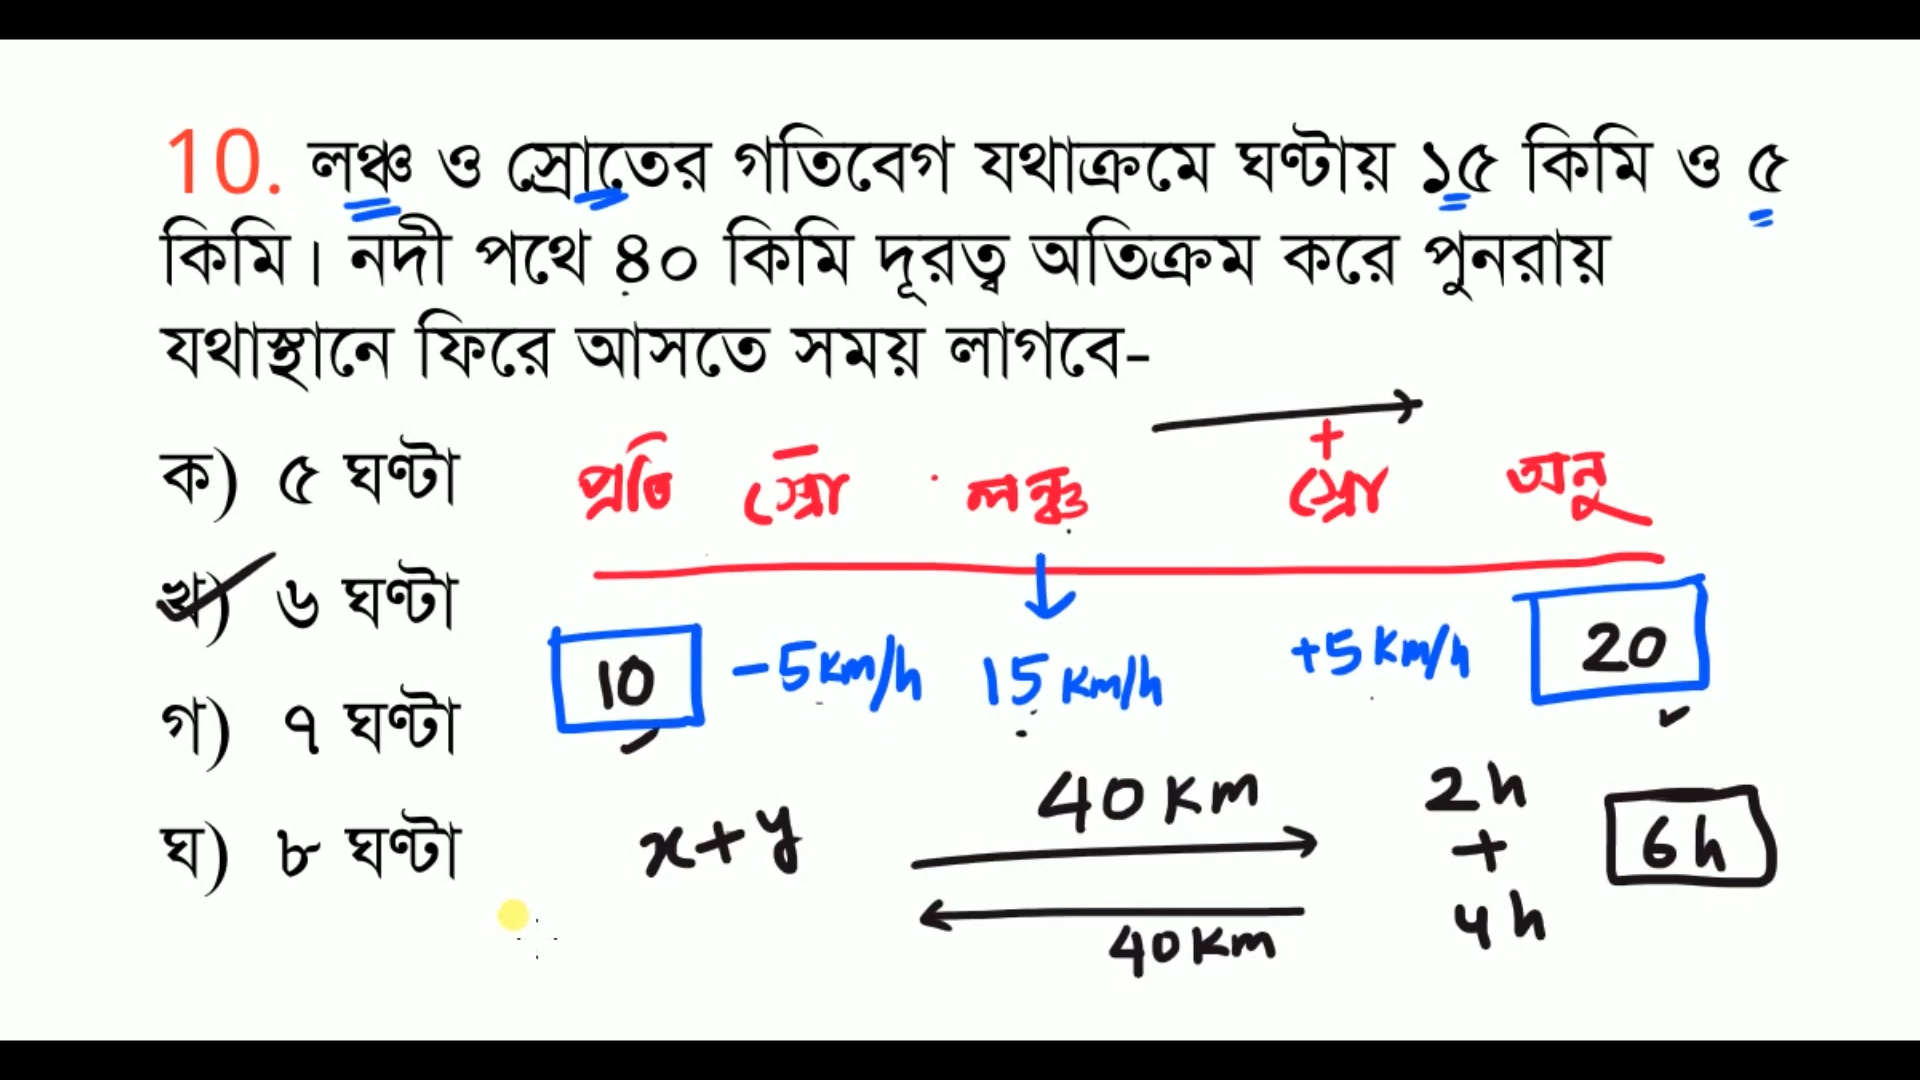 10. লঞ্চ ও স্রোতের গতিবেগ যথাক্রমে ঘণ্টায় ১৫ কিমি ও ৫
কিমি। নদী পথে ৪০ কিমি দূরত্ব অতিক্রম করে পুনরায়
যথাস্থানে ফিরে আসতে সময় লাগবে-
ক) ৫ ঘণ্টা
খ) ৬ ঘণ্টা
গ) ৭ ঘণ্টা
ঘ) ৮ ঘণ্টা
প্রতি স্রো লঞ্চ + স্রো অনু
10 -5 km/h 15 km/h +5 km/h 20
x+y 40 km 2h
+ 6h
40 km 4h